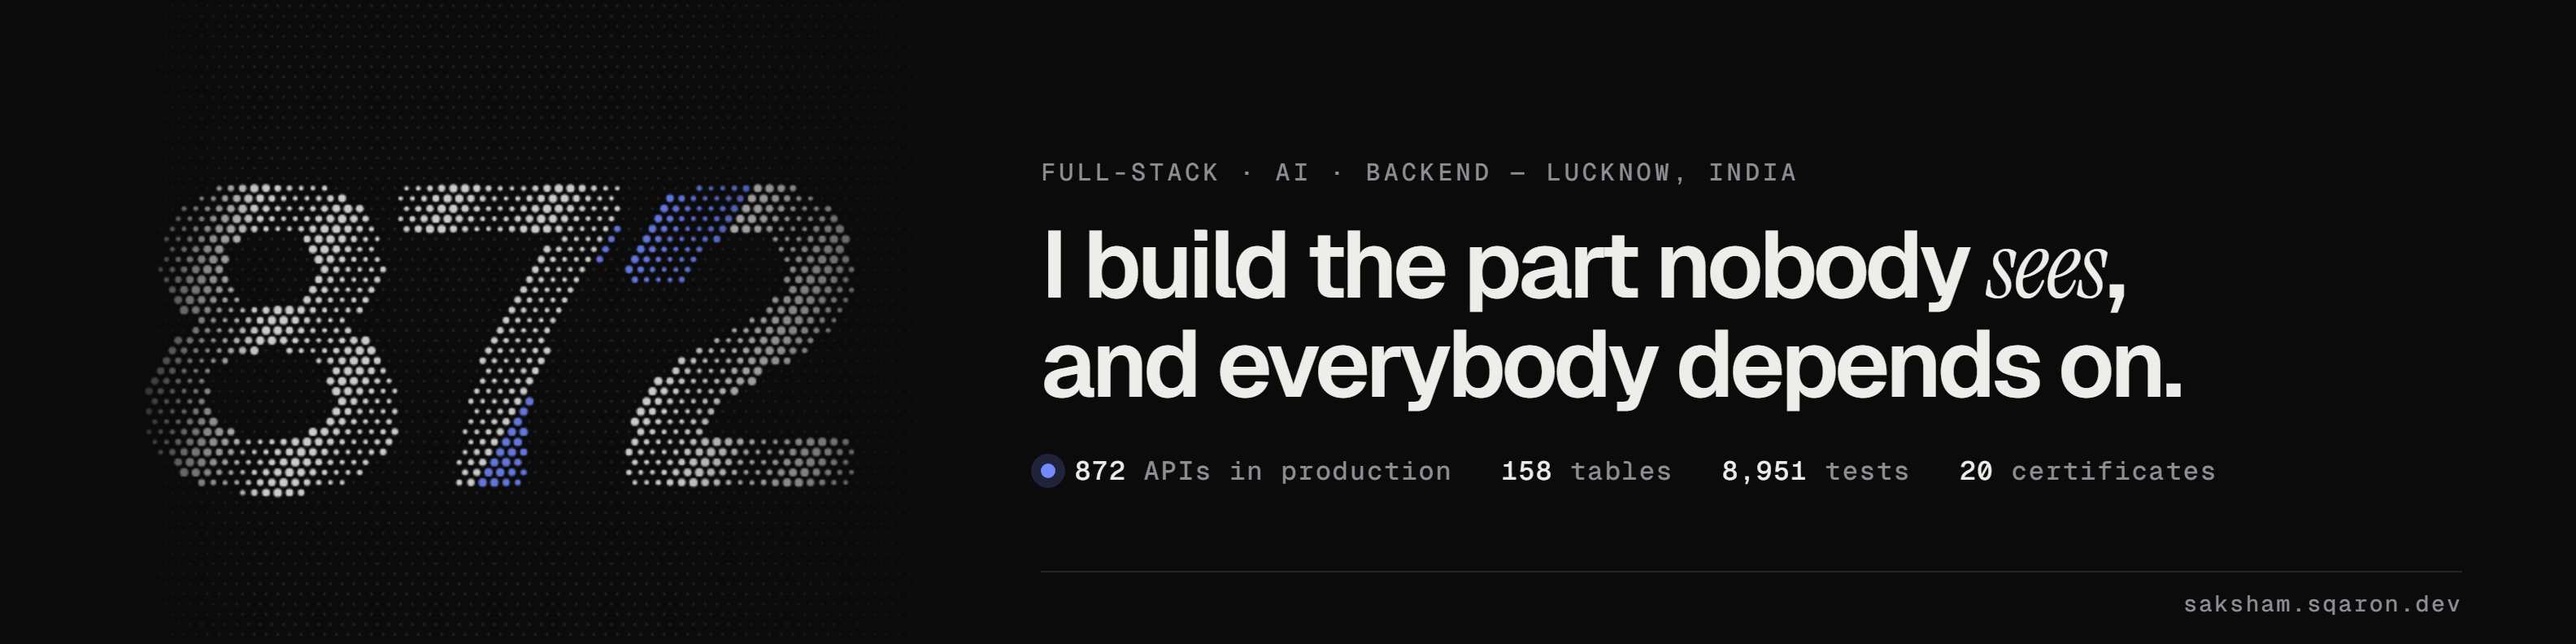 872
FULL-STACK · AI · BACKEND — LUCKNOW, INDIA
I build the part nobody sees,
and everybody depends on.
872 APIs in production 158 tables 8,951 tests 20 certificates
saksham.sqaron.dev